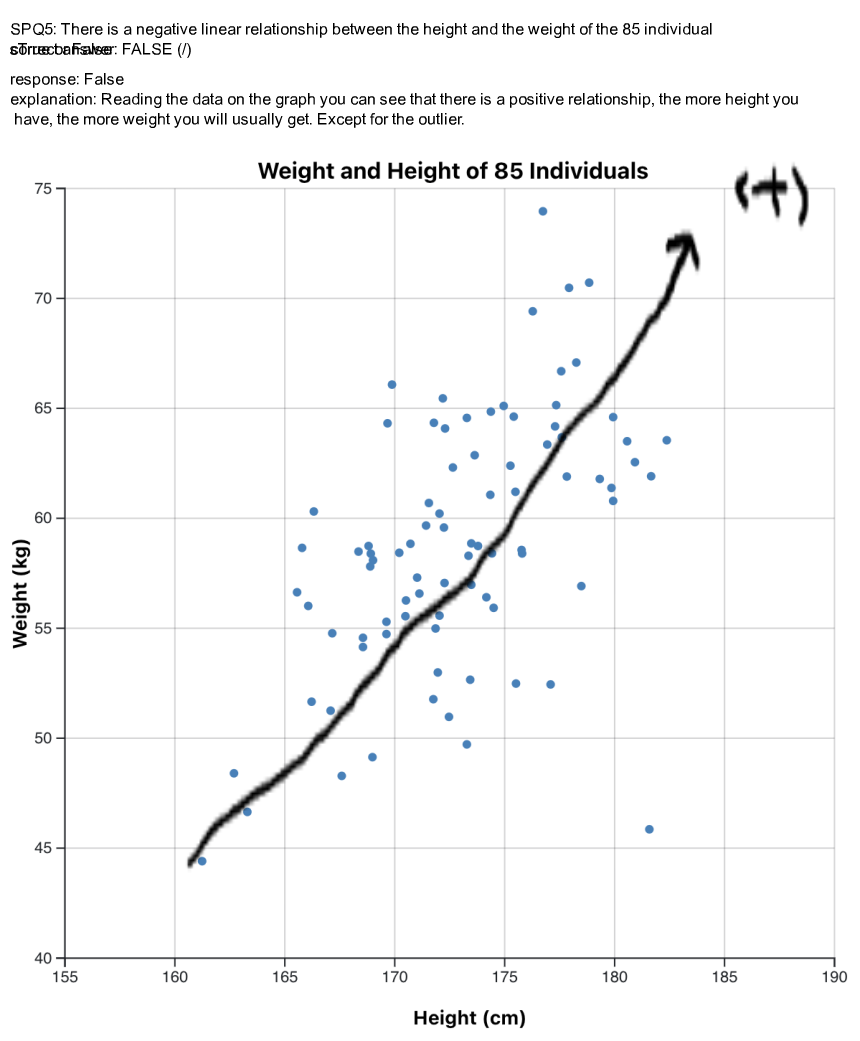 SPQ5: There is a negative linear relationship between the height and the weight of the 85 individual
FALSE (/)
response: False
explanation: Reading the data on the graph you can see that there is a positive relationship, the more height you
have, the more weight you will usually get. Except for the outlier.
Weight and Height of 85 Individuals
(+)
75
70
65
60
55
50
45
40
Weight (kg)
155 160 165 170 175 180 185 190
Height (cm)